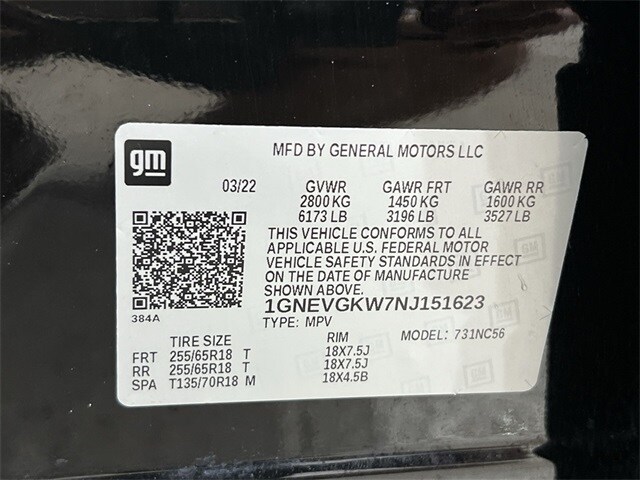 gm
MFD BY GENERAL MOTORS LLC
03/22 GVWR GAWR FRT GAWR RR
2800 KG 1450 KG 1600 KG
6173 LB 3196 LB 3527 LB
THIS VEHICLE CONFORMS TO ALL
APPLICABLE U.S. FEDERAL MOTOR
VEHICLE SAFETY STANDARDS IN EFFECT
ON THE DATE OF MANUFACTURE
SHOWN ABOVE.
1GNEVGKW7NJ151623
384A
TYPE: MPV MODEL: 731NC56
TIRE SIZE RIM
FRT 255/65R18 T 18X7.5J
RR 255/65R18 T 18X7.5J
SPA T135/70R18 M 18X4.5B